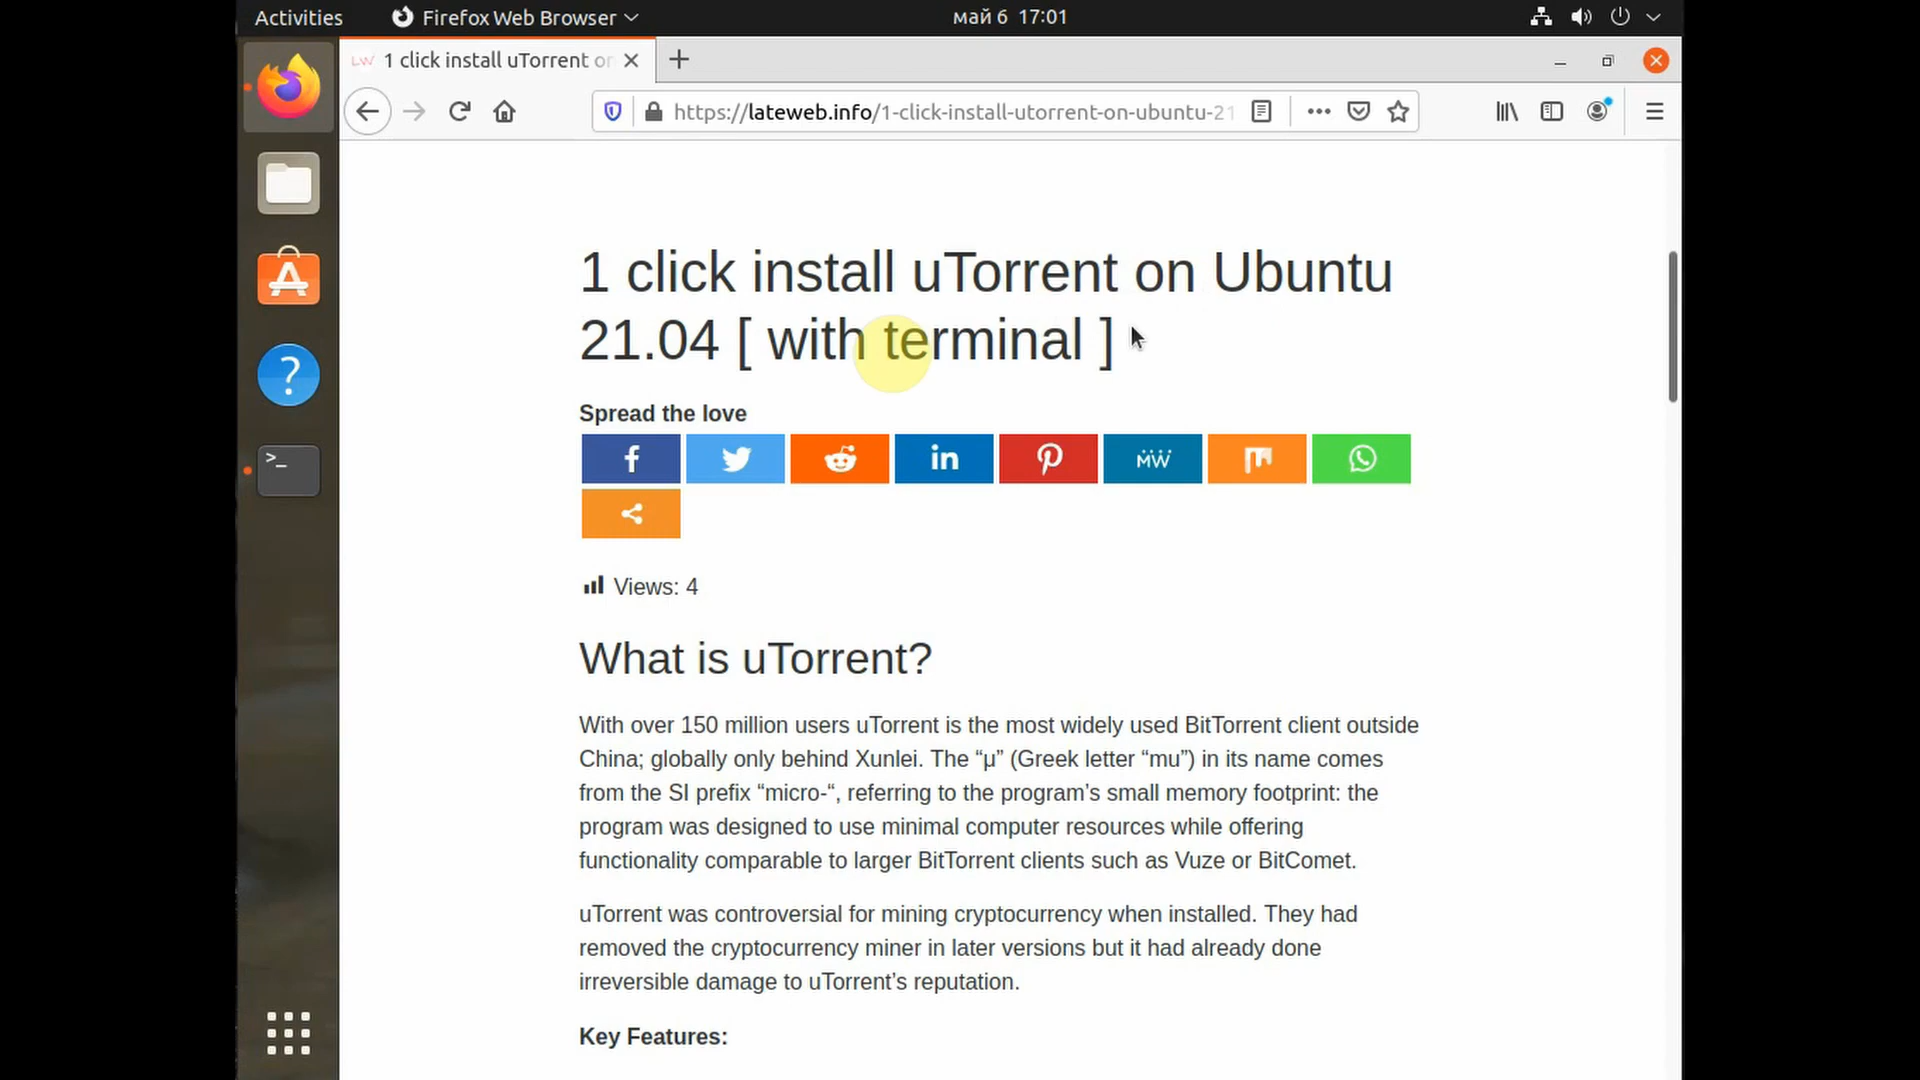 Activities
Firefox Web Browser
май 6 17:01
LW 1 click install uTorrent or
https://lateweb.info/1-click-install-utorrent-on-ubuntu-21
1 click install uTorrent on Ubuntu
21.04 [ with terminal ]
Spread the love
Views: 4
What is uTorrent?
With over 150 million users uTorrent is the most widely used BitTorrent client outside
China; globally only behind Xunlei. The “μ” (Greek letter “mu”) in its name comes
from the SI prefix “micro-“, referring to the program’s small memory footprint: the
program was designed to use minimal computer resources while offering
functionality comparable to larger BitTorrent clients such as Vuze or BitComet.
uTorrent was controversial for mining cryptocurrency when installed. They had
removed the cryptocurrency miner in later versions but it had already done
irreversible damage to uTorrent’s reputation.
Key Features: